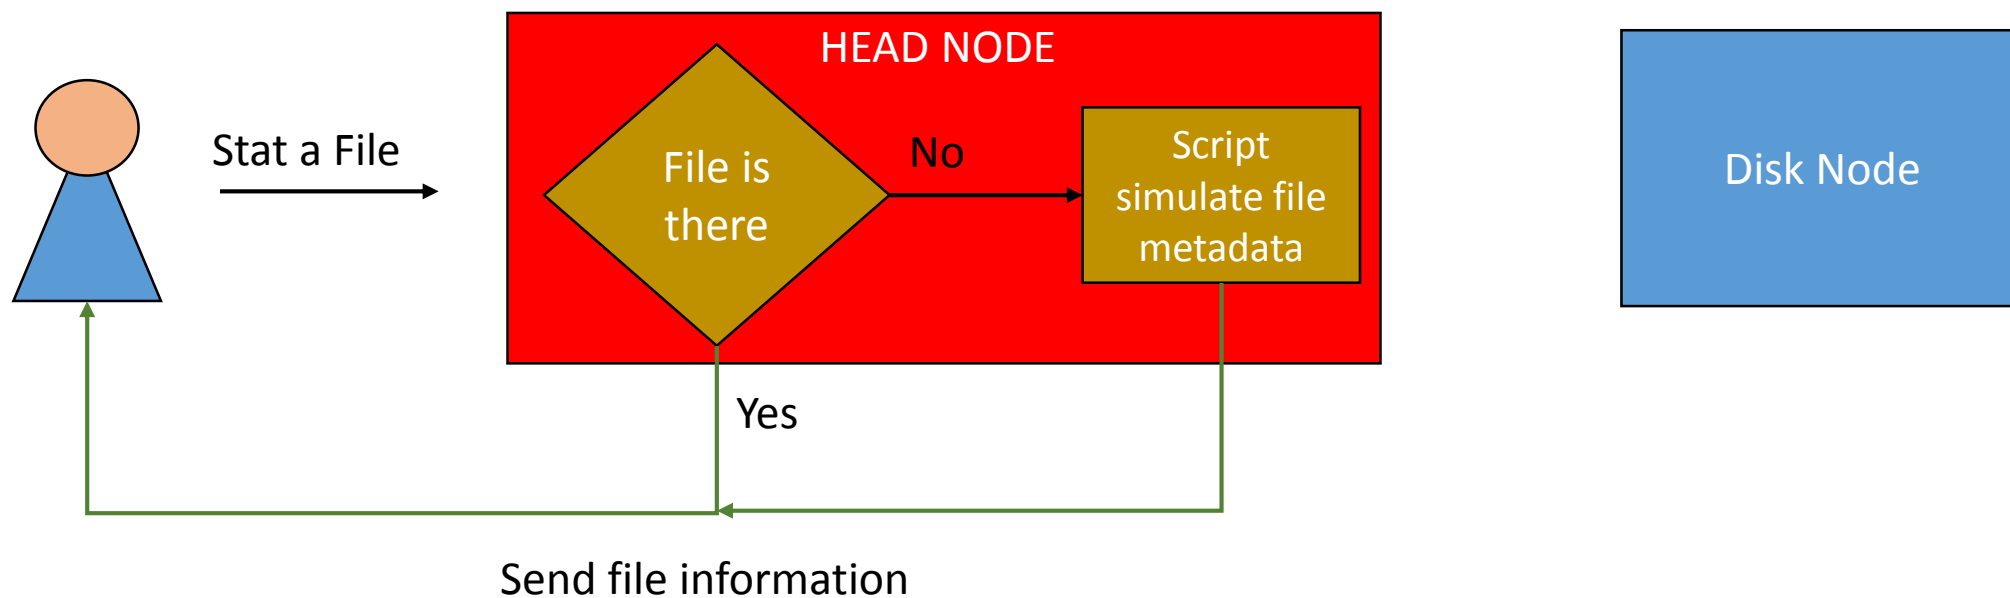 HEAD NODE
Stat a File
File is
there
No
Script
simulate file
metadata
Disk Node
Yes
Send file information